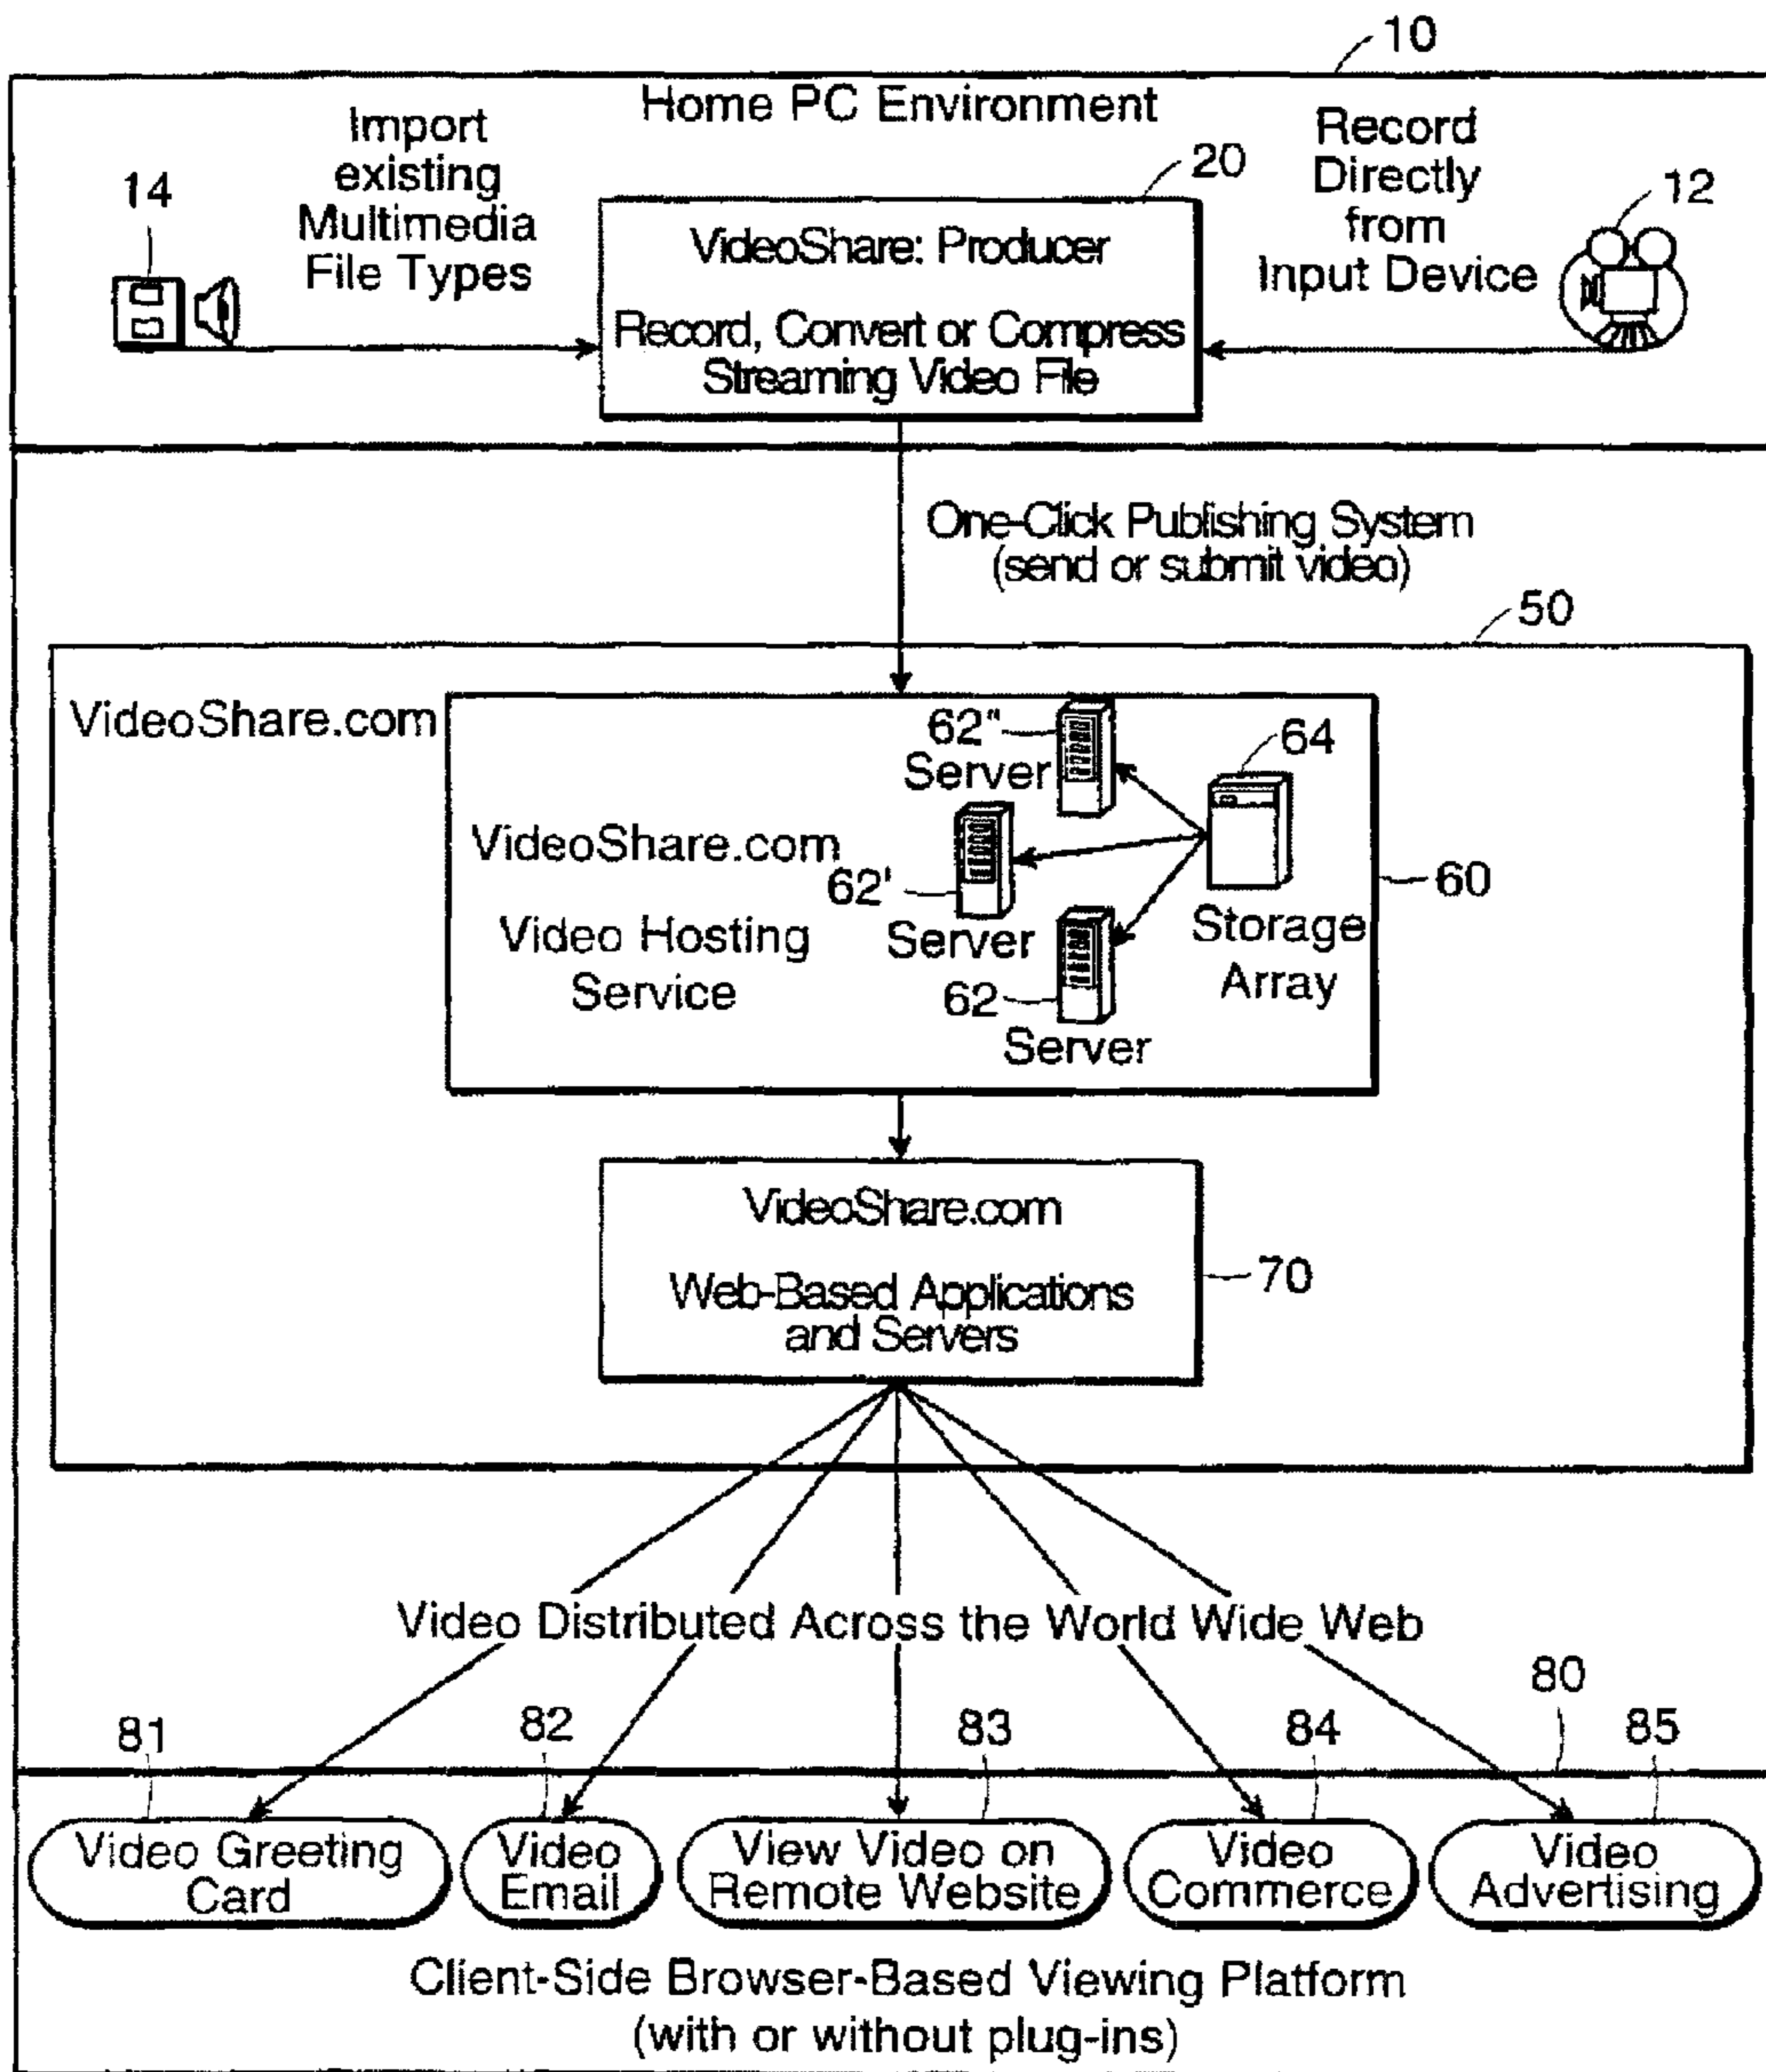 10
Home PC Environment
Import
existing
Multimedia
File Types
14
20
Record
Directly
from
Input Device
12
VideoShare: Producer
Record, Convert or Compress
Streaming Video File
One-Click Publishing System
(send or submit video)
50
VideoShare.com
62"
Server
64
VideoShare.com
62'
Server
60
Video Hosting
Service
Storage
Array
62
Server
VideoShare.com
Web-Based Applications
and Servers
70
Video Distributed Across the World Wide Web
80
81
82
83
84
85
Video Greeting
Card
Video
Email
View Video on
Remote Website
Video
Commerce
Video
Advertising
Client-Side Browser-Based Viewing Platform
(with or without plug-ins)